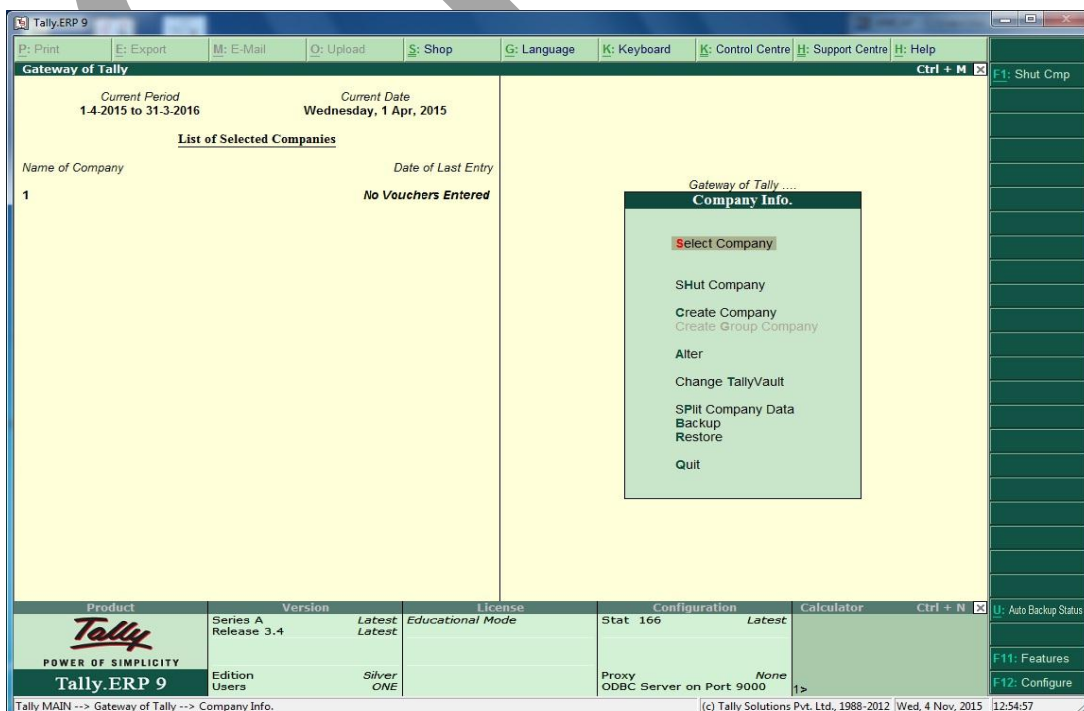 Tally.ERP 9
P: Print E: Export M: E-Mail O: Upload S: Shop G: Language K: Keyboard K: Control Centre H: Support Centre H: Help
Gateway of Tally Ctrl + M
F1: Shut Cmp
Current Period Current Date
1-4-2015 to 31-3-2016 Wednesday, 1 Apr, 2015
List of Selected Companies
Name of Company Date of Last Entry
1 No Vouchers Entered
Gateway of Tally ....
Company Info.
Select Company
SHut Company
Create Company
Create Group Company
Alter
Change TallyVault
SPlit Company Data
Backup
Restore
Quit
Product Version License Configuration Calculator Ctrl + N
U: Auto Backup Status
Tally
POWER OF SIMPLICITY
Tally.ERP 9
Series A Latest
Release 3.4 Latest
Edition Silver
Users ONE
Educational Mode
Stat 166 Latest
Proxy None
ODBC Server on Port 9000
1>
F11: Features
F12: Configure
Tally MAIN --> Gateway of Tally --> Company Info. (c) Tally Solutions Pvt. Ltd., 1988-2012 Wed, 4 Nov, 2015 12:54:57